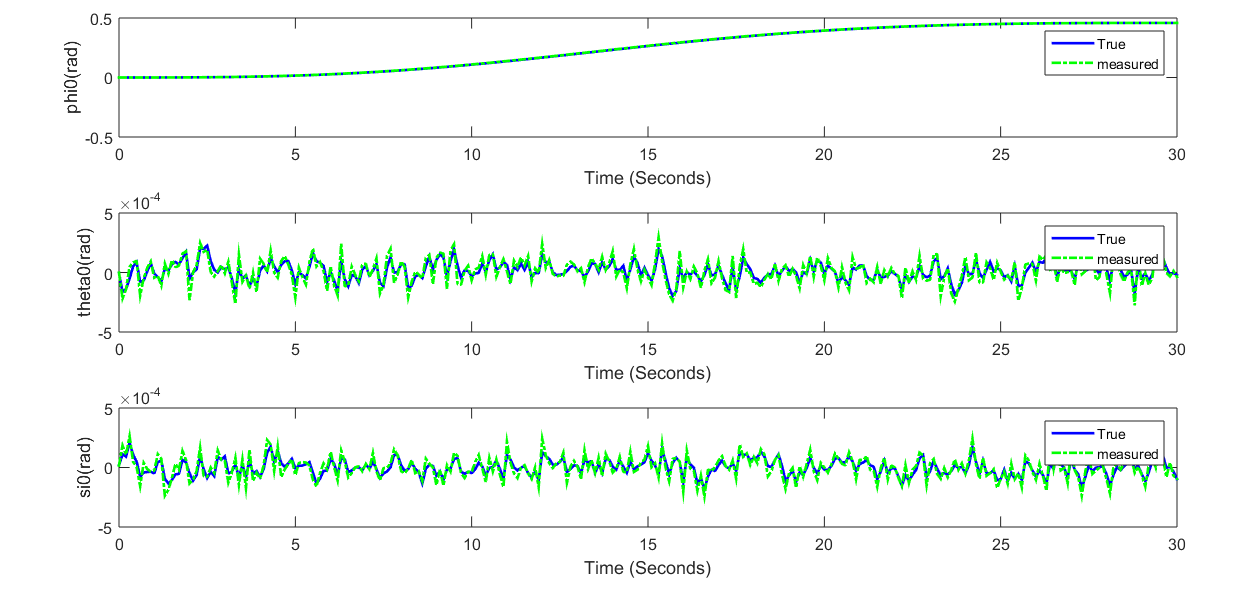 phi0(rad)
0.5
0
-0.5
True
measured
0 5 10 15 20 25 30
Time (Seconds)
×10-4
theta0(rad)
5
0
-5
True
measured
0 5 10 15 20 25 30
Time (Seconds)
×10-4
si0(rad)
5
0
-5
True
measured
0 5 10 15 20 25 30
Time (Seconds)